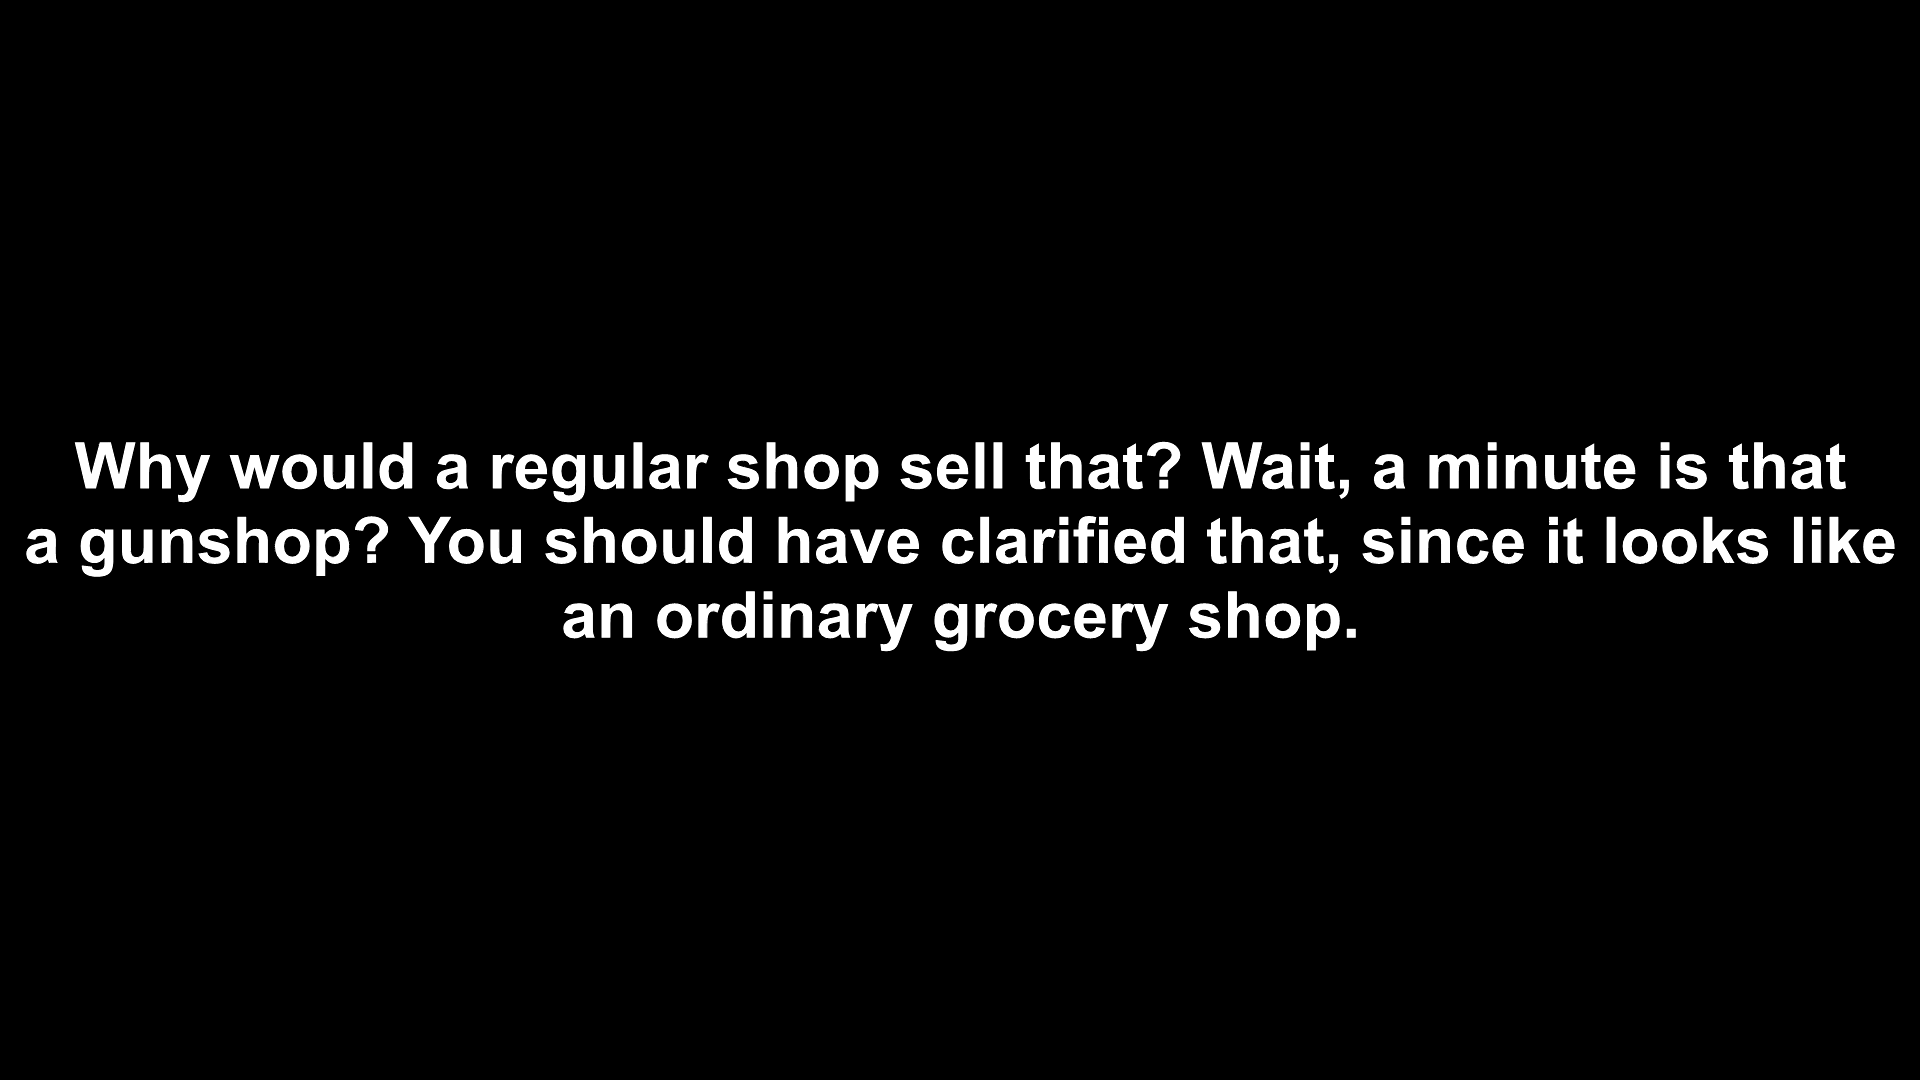 Why would a regular shop sell that? Wait, a minute is that
a gunshop? You should have clarified that, since it looks like
an ordinary grocery shop.